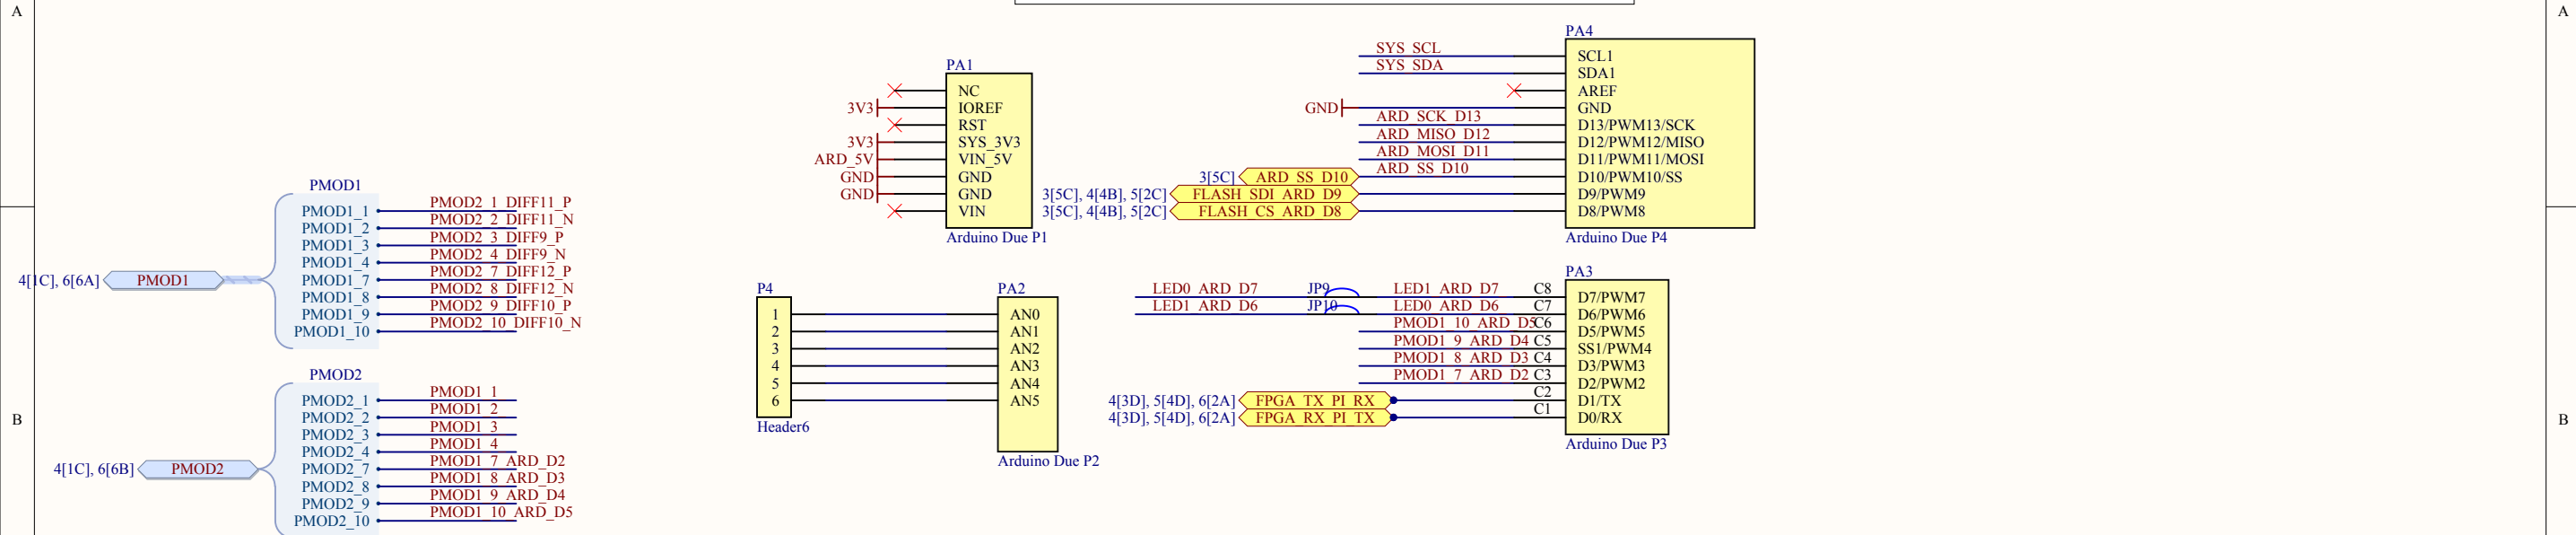 A
A
B
B
PMOD1
4[1C], 6[6A]
PMOD1
PMOD1_1 PMOD2_1_DIFF11_P
PMOD1_2 PMOD2_2_DIFF11_N
PMOD1_3 PMOD2_3_DIFF9_P
PMOD1_4 PMOD2_4_DIFF9_N
PMOD1_7 PMOD2_7_DIFF12_P
PMOD1_8 PMOD2_8_DIFF12_N
PMOD1_9 PMOD2_9_DIFF10_P
PMOD1_10 PMOD2_10_DIFF10_N
PMOD2
4[1C], 6[6B]
PMOD2
PMOD2_1 PMOD1_1
PMOD2_2 PMOD1_2
PMOD2_3 PMOD1_3
PMOD2_4 PMOD1_4
PMOD2_7 PMOD1_7_ARD_D2
PMOD2_8 PMOD1_8_ARD_D3
PMOD2_9 PMOD1_9_ARD_D4
PMOD2_10 PMOD1_10_ARD_D5
PA1
NC
3V3 IOREF
RST
3V3 SYS_3V3
ARD_5V VIN_5V
GND GND
GND GND
VIN
Arduino Due P1
P4
1
2
3
4
5
6
Header6
PA2
AN0
AN1
AN2
AN3
AN4
AN5
Arduino Due P2
PA4
SYS_SCL SCL1
SYS_SDA SDA1
AREF
GND GND
ARD_SCK_D13 D13/PWM13/SCK
ARD_MISO_D12 D12/PWM12/MISO
ARD_MOSI_D11 D11/PWM11/MOSI
3[5C] ARD_SS_D10 ARD_SS_D10 D10/PWM10/SS
3[5C], 4[4B], 5[2C] FLASH_SDI_ARD_D9 D9/PWM9
3[5C], 4[4B], 5[2C] FLASH_CS_ARD_D8 D8/PWM8
Arduino Due P4
PA3
LED0_ARD_D7 JP9 LED1_ARD_D7 C8 D7/PWM7
LED1_ARD_D6 JP10 LED0_ARD_D6 C7 D6/PWM6
PMOD1_10_ARD_D5 C6 D5/PWM5
PMOD1_9_ARD_D4 C5 SS1/PWM4
PMOD1_8_ARD_D3 C4 D3/PWM3
PMOD1_7_ARD_D2 C3 D2/PWM2
4[3D], 5[4D], 6[2A] FPGA_TX_PI_RX C2 D1/TX
4[3D], 5[4D], 6[2A] FPGA_RX_PI_TX C1 D0/RX
Arduino Due P3